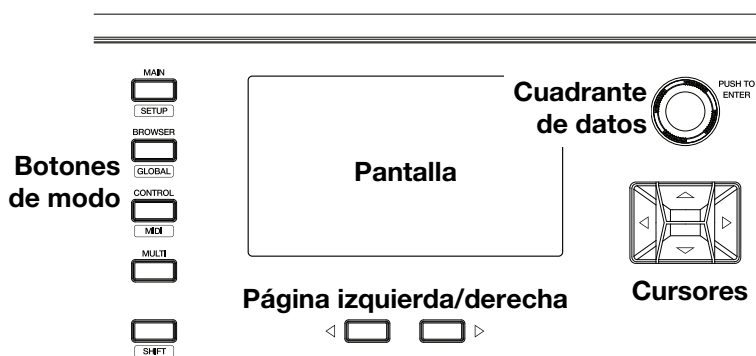 MAIN
SETUP
BROWSER
GLOBAL
CONTROL
MIDI
MULTI
SHIFT
Botones
de modo
Pantalla
Cuadrante
de datos
PUSH TO
ENTER
Página izquierda/derecha
Cursores